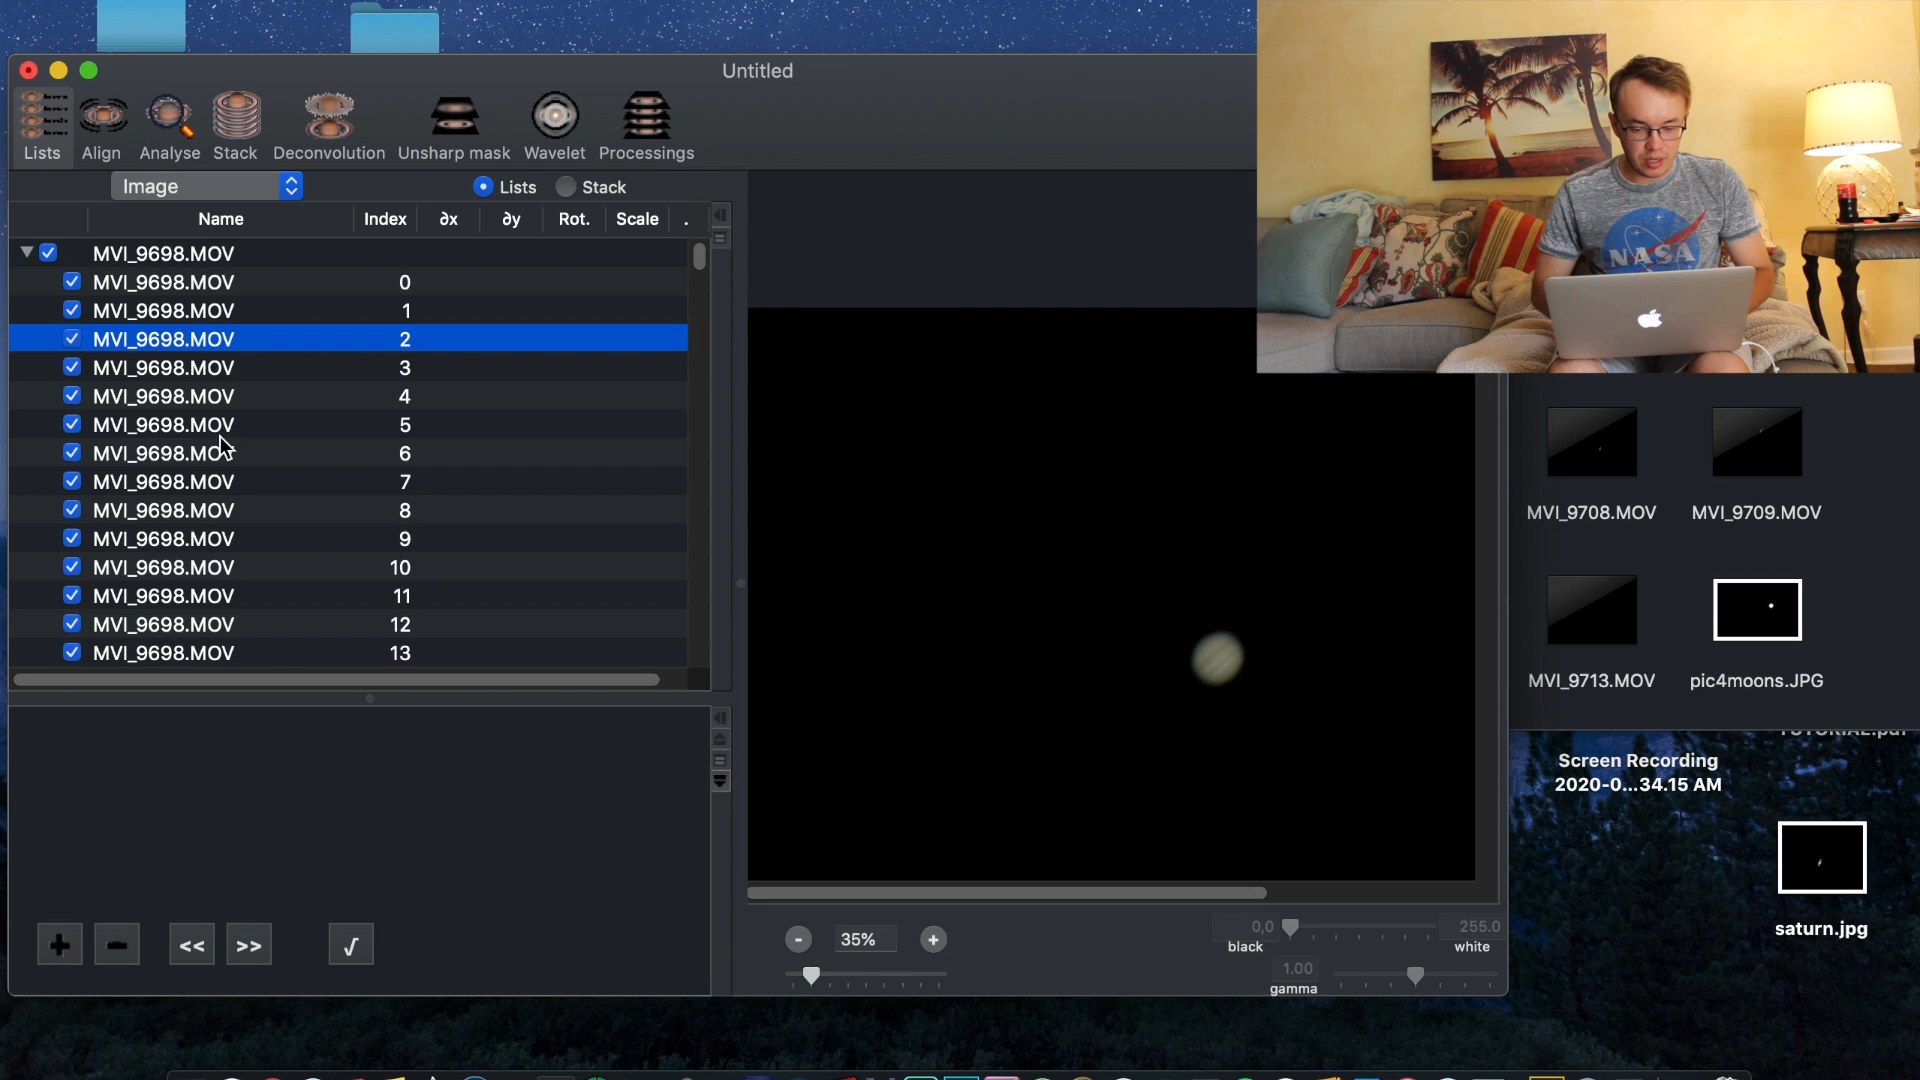 Untitled
Lists Align Analyse Stack Deconvolution Unsharp mask Wavelet Processings
Image Lists Stack
Name Index ∂x ∂y Rot. Scale .
MVI_9698.MOV
MVI_9698.MOV 0
MVI_9698.MOV 1
MVI_9698.MOV 2
MVI_9698.MOV 3
MVI_9698.MOV 4
MVI_9698.MOV 5
MVI_9698.MOV 6
MVI_9698.MOV 7
MVI_9698.MOV 8
MVI_9698.MOV 9
MVI_9698.MOV 10
MVI_9698.MOV 11
MVI_9698.MOV 12
MVI_9698.MOV 13
<< >> √
- 35% +
0,0 255.0
black white
1.00
gamma
NASA
MVI_9708.MOV MVI_9709.MOV
MVI_9713.MOV pic4moons.JPG
TUTORIAL.pdf
Screen Recording
2020-0...34.15 AM
saturn.jpg